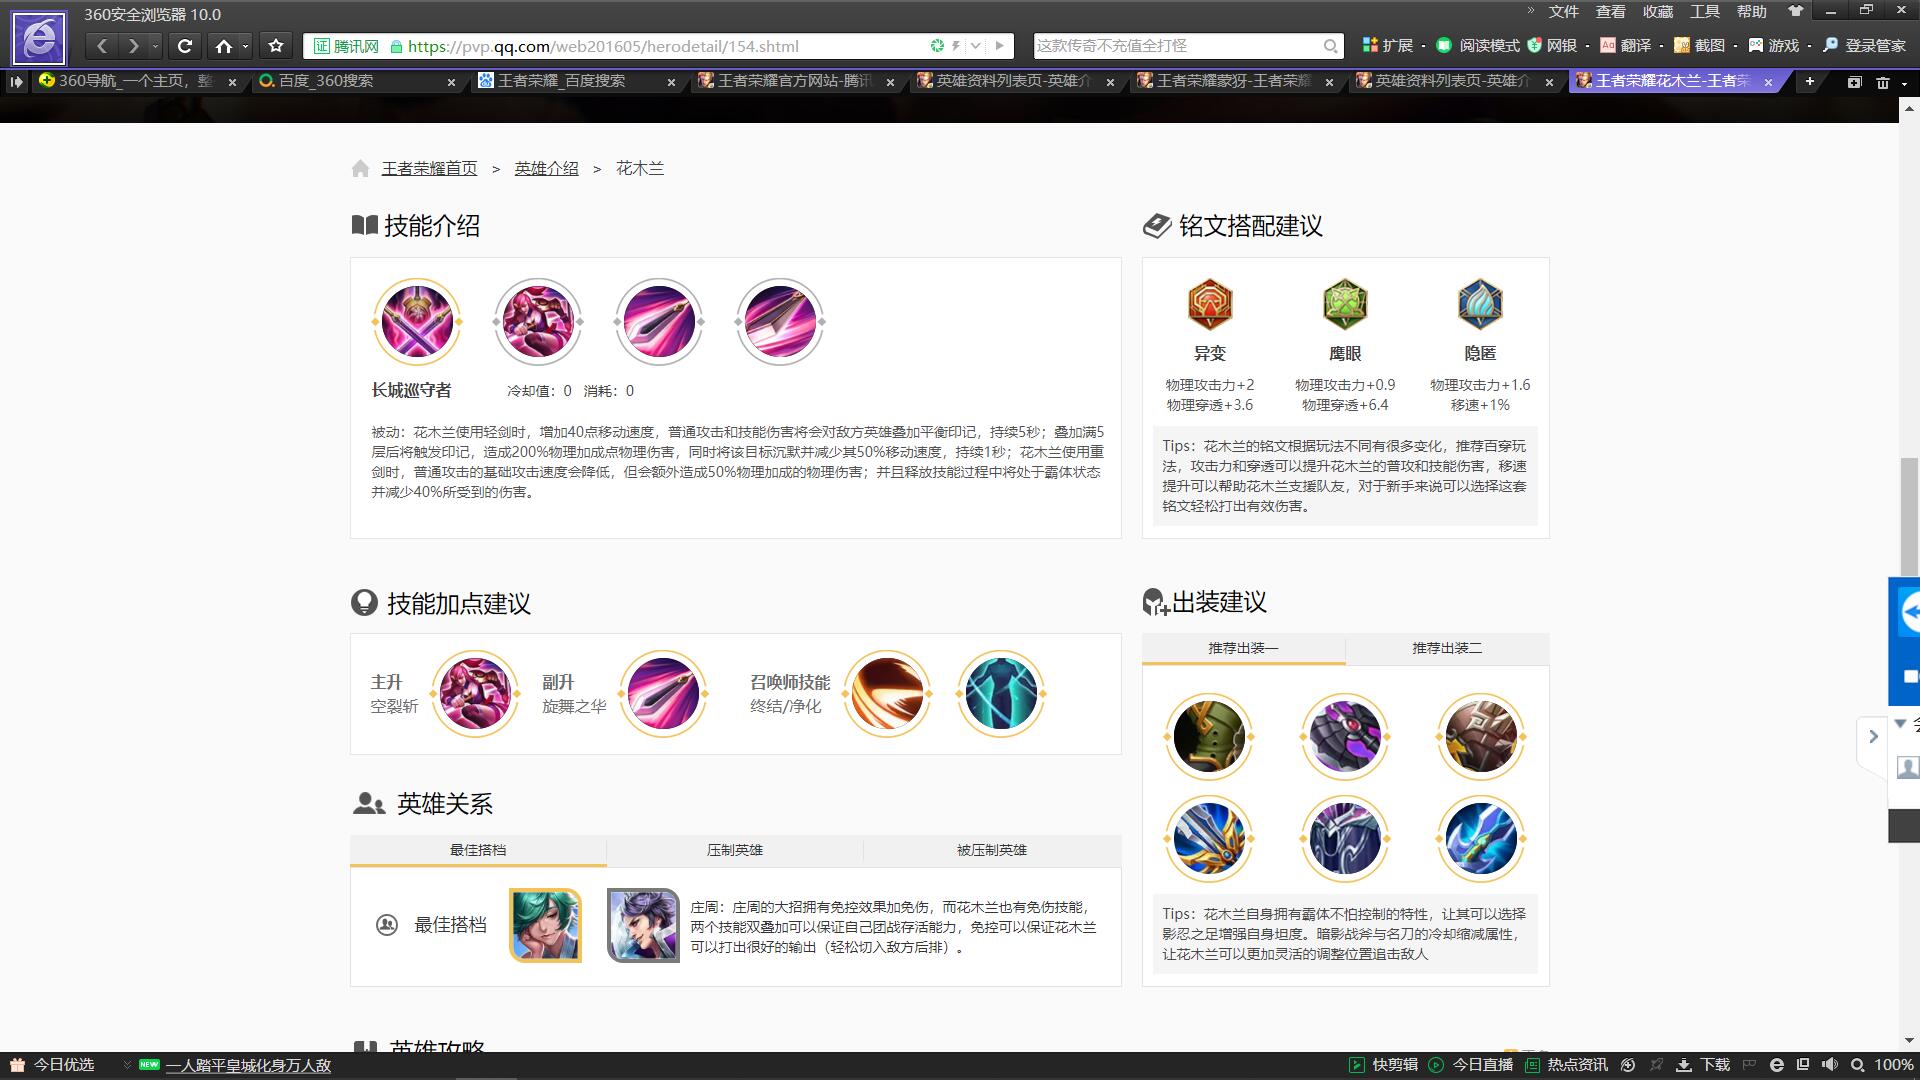 360安全浏览器 10.0
» 文件 查看 收藏 工具 帮助
证 腾讯网 https://pvp.qq.com/web201605/herodetail/154.shtml
这款传奇不充值全打怪
扩展 阅读模式 网银 翻译 截图 游戏 登录管家
360导航_一个主页，整
百度_360搜索
王者荣耀_百度搜索
王者荣耀官方网站-腾讯
英雄资料列表页-英雄介
王者荣耀蒙犽-王者荣耀
英雄资料列表页-英雄介
王者荣耀花木兰-王者荣
王者荣耀首页 > 英雄介绍 > 花木兰
技能介绍
长城巡守者 冷却值：0 消耗：0
被动：花木兰使用轻剑时，增加40点移动速度，普通攻击和技能伤害将会对敌方英雄叠加平衡印记，持续5秒；叠加满5
层后将触发印记，造成200%物理加成点物理伤害，同时将该目标沉默并减少其50%移动速度，持续1秒；花木兰使用重
剑时，普通攻击的基础攻击速度会降低，但会额外造成50%物理加成的物理伤害；并且释放技能过程中将处于霸体状态
并减少40%所受到的伤害。
铭文搭配建议
异变 鹰眼 隐匿
物理攻击力+2 物理攻击力+0.9 物理攻击力+1.6
物理穿透+3.6 物理穿透+6.4 移速+1%
Tips：花木兰的铭文根据玩法不同有很多变化，推荐百穿玩
法，攻击力和穿透可以提升花木兰的普攻和技能伤害，移速
提升可以帮助花木兰支援队友，对于新手来说可以选择这套
铭文轻松打出有效伤害。
技能加点建议
主升 副升 召唤师技能
空裂斩 旋舞之华 终结/净化
英雄关系
最佳搭档 压制英雄 被压制英雄
最佳搭档
庄周：庄周的大招拥有免控效果加免伤，而花木兰也有免伤技能，
两个技能双叠加可以保证自己团战存活能力，免控可以保证花木兰
可以打出很好的输出（轻松切入敌方后排）。
出装建议
推荐出装一 推荐出装二
Tips：花木兰自身拥有霸体不怕控制的特性，让其可以选择
影忍之足增强自身坦度。暗影战斧与名刀的冷却缩减属性，
让花木兰可以更加灵活的调整位置追击敌人
英雄攻略
今日优选 NEW 一人踏平皇城化身万人敌
快剪辑 今日直播 热点资讯 下载 100%